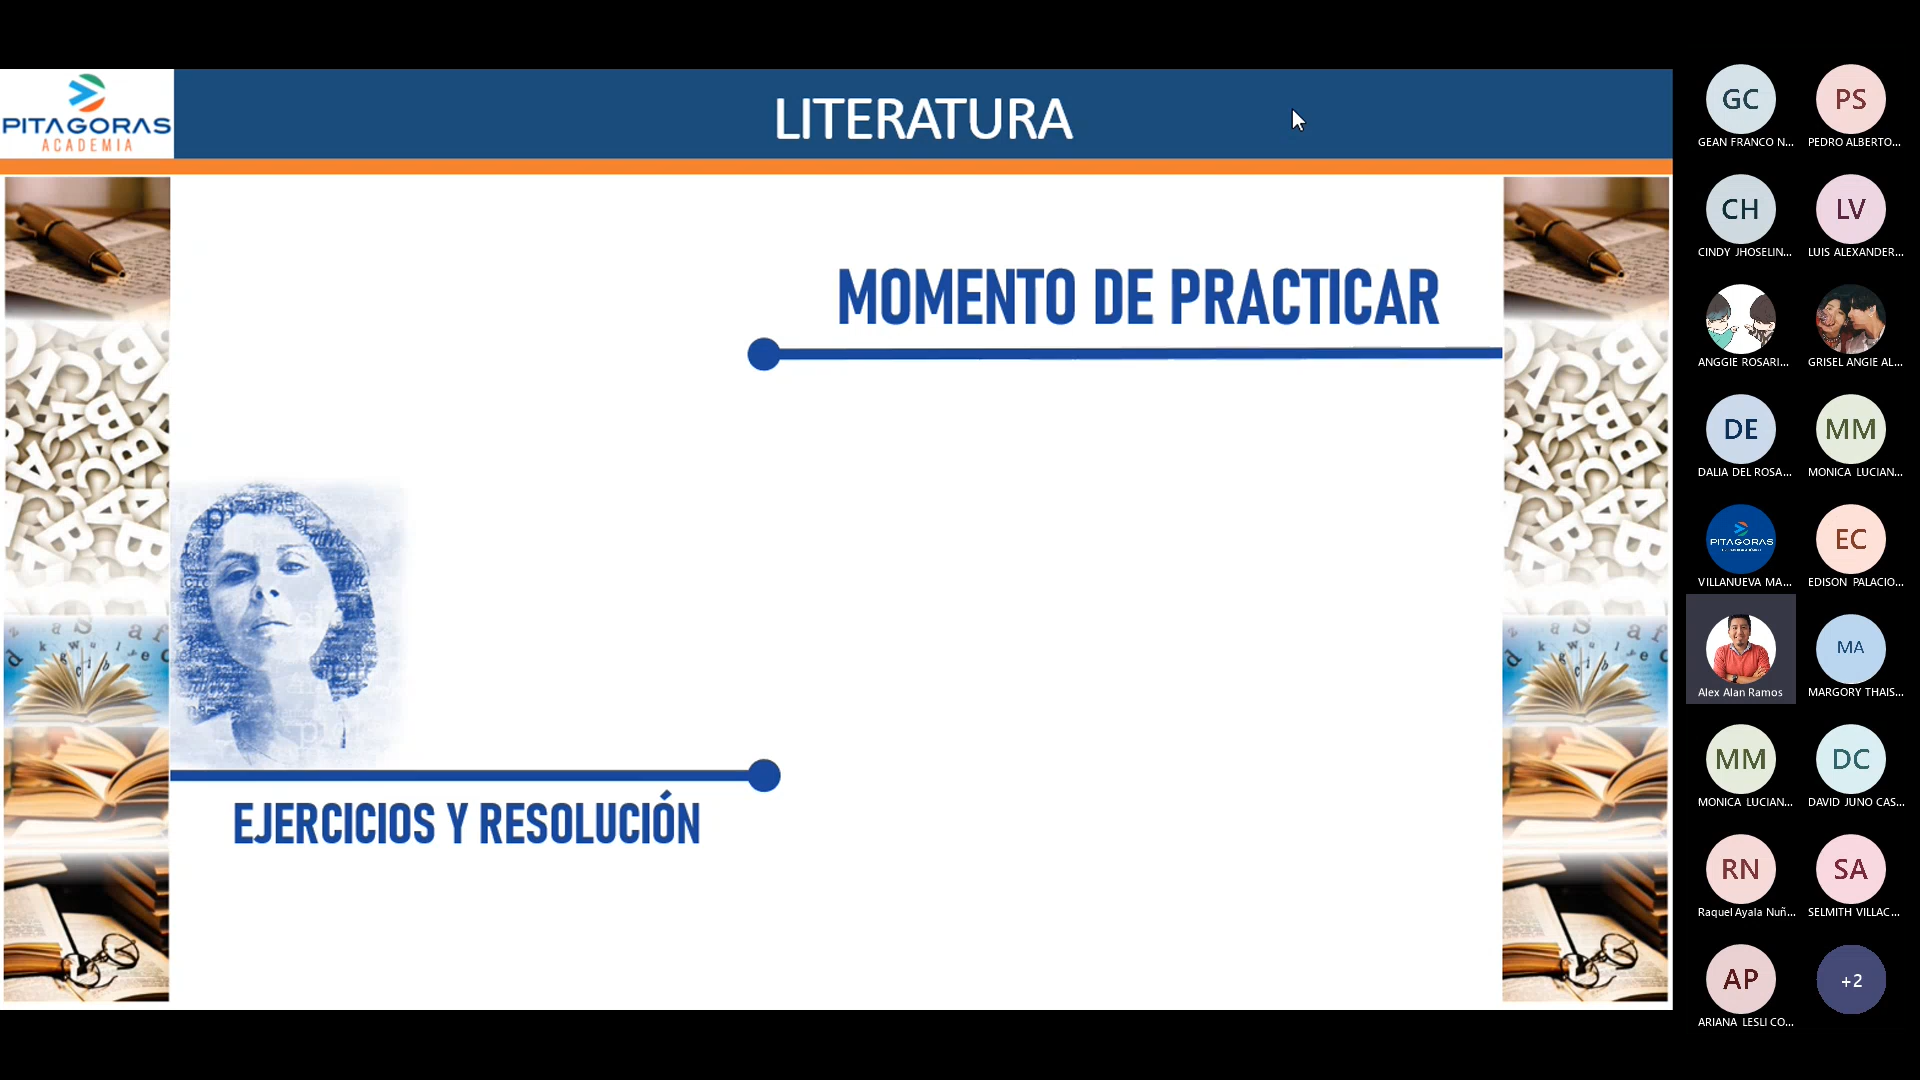 PITAGORAS
ACADEMIA
LITERATURA
MOMENTO DE PRACTICAR
EJERCICIOS Y RESOLUCIÓN
GC
PS
GEAN FRANCO N...
PEDRO ALBERTO...
CH
LV
CINDY JHOSELIN...
LUIS ALEXANDER...
ANGGIE ROSARI...
GRISEL ANGIE AL...
DE
MM
DALIA DEL ROSA...
MONICA LUCIAN...
PITAGORAS
EC
VILLANUEVA MA...
EDISON PALACIO...
MA
Alex Alan Ramos
MARGORY THAIS...
MM
DC
MONICA LUCIAN...
DAVID JUNO CAS...
RN
SA
Raquel Ayala Nuñ...
SELMITH VILLAC...
AP
+2
ARIANA LESLI CO...